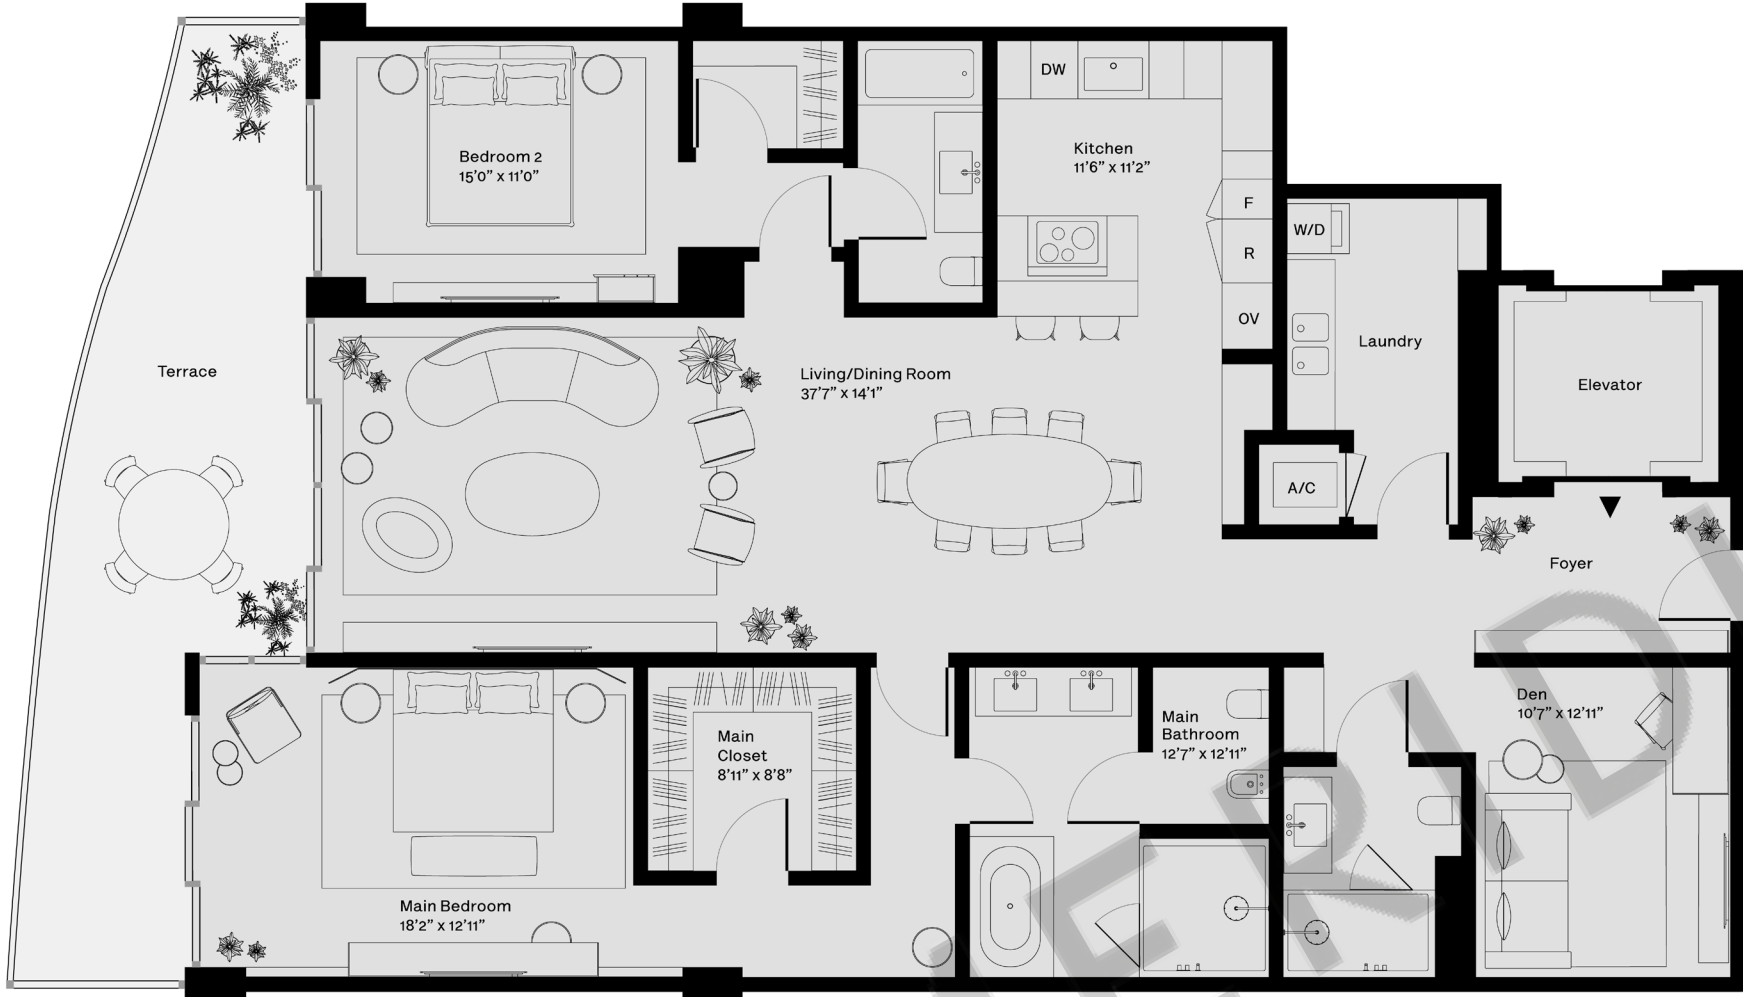 DW
Bedroom 2
15'0" x 11'0"
Kitchen
11'6" x 11'2"
F
W/D
R
OV
Laundry
Terrace
Living/Dining Room
37'7" x 14'1"
Elevator
A/C
Foyer
Den
10'7" x 12'11"
Main
Closet
8'11" x 8'8"
Main
Bathroom
12'7" x 12'11"
Main Bedroom
18'2" x 12'11"
ERID